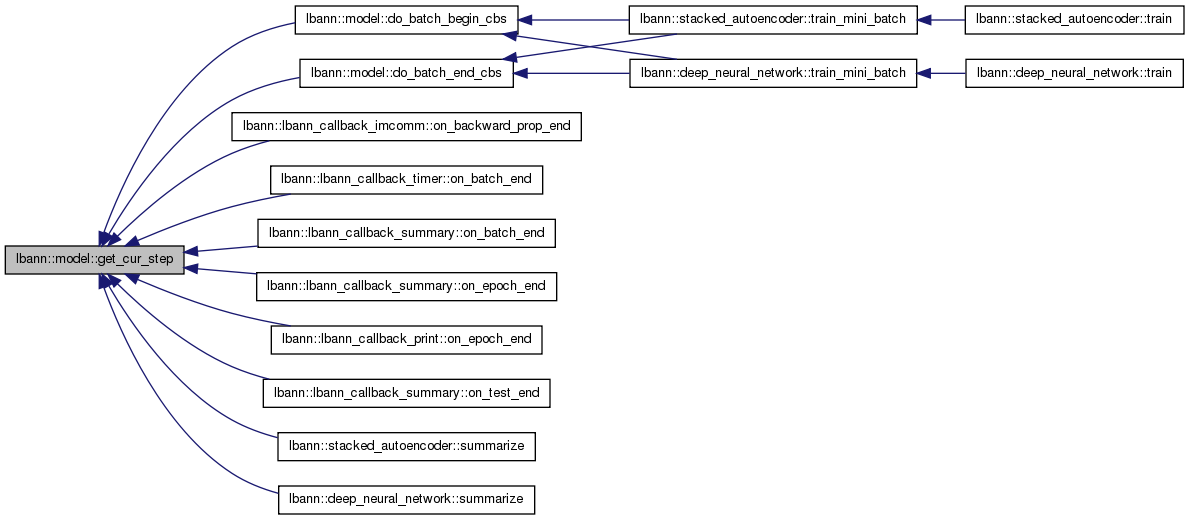 lbann::model::do_batch_begin_cbs
lbann::stacked_autoencoder::train_mini_batch
lbann::stacked_autoencoder::train
lbann::model::do_batch_end_cbs
lbann::deep_neural_network::train_mini_batch
lbann::deep_neural_network::train
lbann::lbann_callback_imcomm::on_backward_prop_end
lbann::lbann_callback_timer::on_batch_end
lbann::lbann_callback_summary::on_batch_end
lbann::model::get_cur_step
lbann::lbann_callback_summary::on_epoch_end
lbann::lbann_callback_print::on_epoch_end
lbann::lbann_callback_summary::on_test_end
lbann::stacked_autoencoder::summarize
lbann::deep_neural_network::summarize